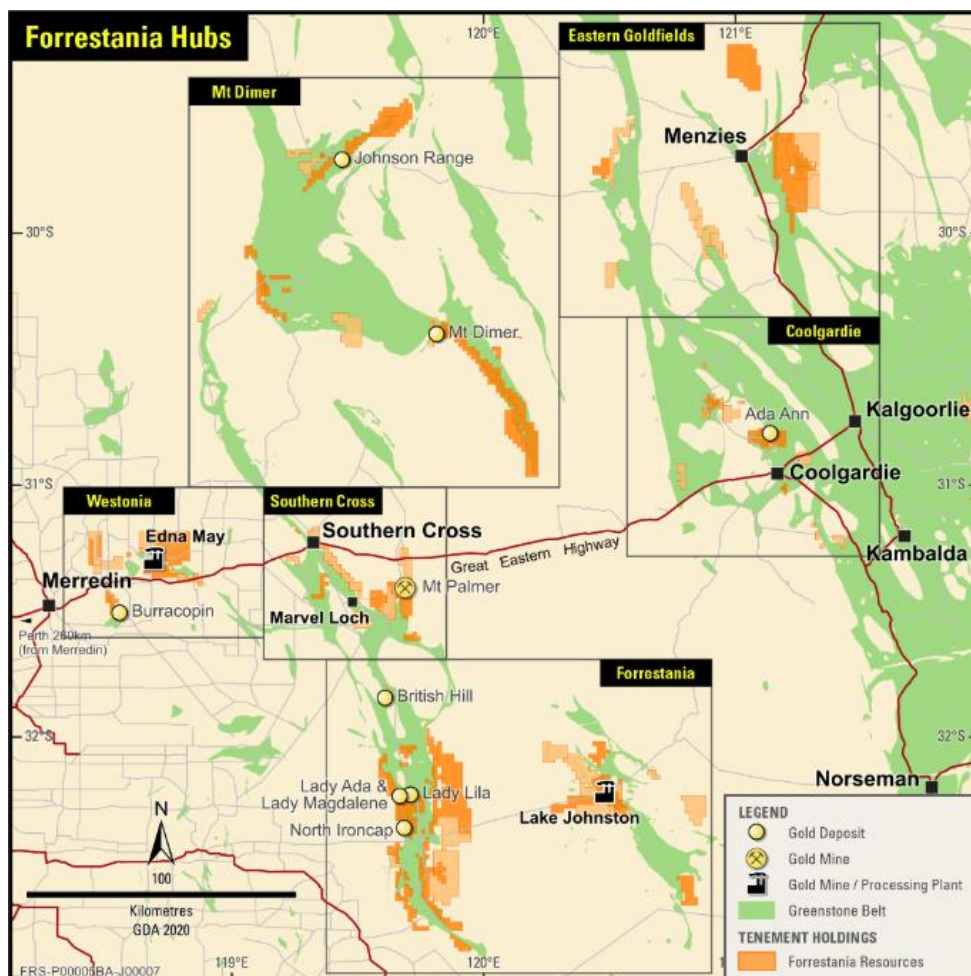 Forrestania Hubs
120°E
Eastern Goldfields
121°E
Mt Dimer
Menzies
Johnson Range
30°S
30°S
Mt Dimer
Coolgardie
Ada Ann
Kalgoorlie
31°S
Coolgardie
31°S
Westonia
Southern Cross
Edna May
Southern Cross
Great Eastern Highway
Kambalda
Merredin
Mt Palmer
Burracopin
Marvel Loch
Perth 260km
(from Merredin)
Forrestania
British Hill
32°S
32°S
Lady Ada &
Lady Magdalene
Lady Lila
Norseman
North Ironcap
Lake Johnston
N
100
Kilometres
GDA 2020
LEGEND
Gold Deposit
Gold Mine
Gold Mine / Processing Plant
Greenstone Belt
TENEMENT HOLDINGS
Forrestania Resources
FRS-P00005BA-J00007
119°E
120°E